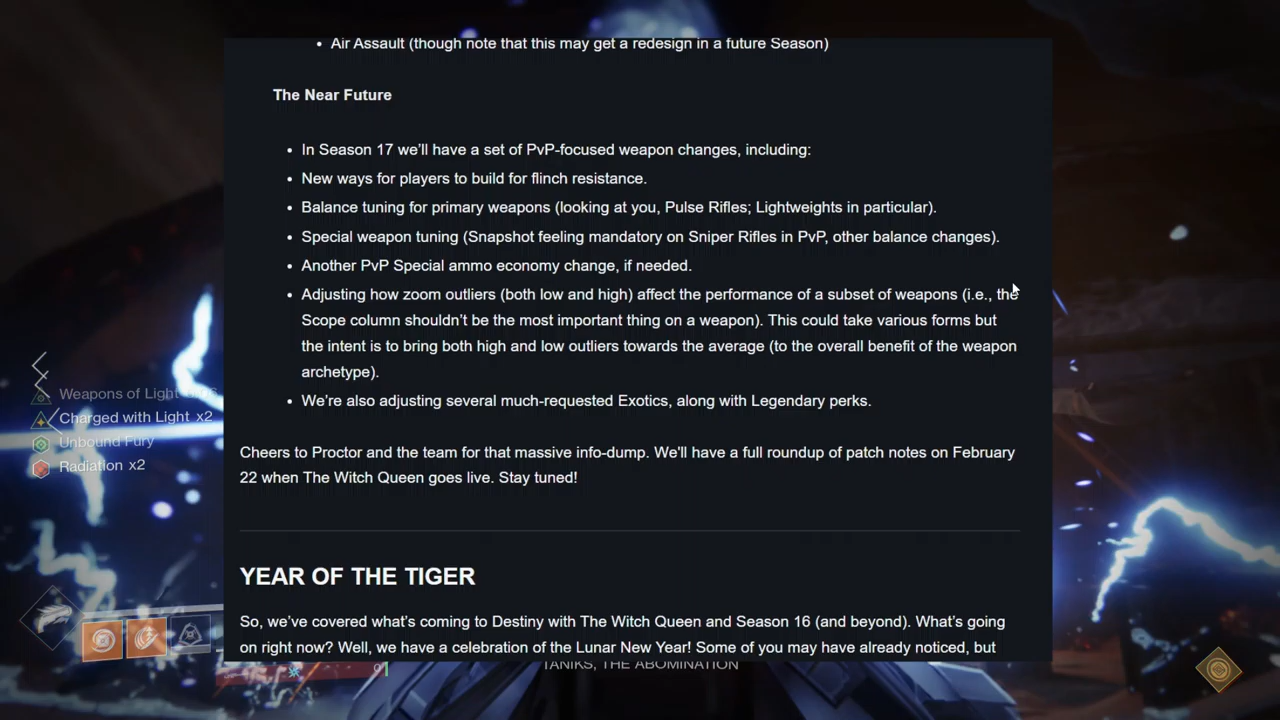 Air Assault (though note that this may get a redesign in a future Season)
The Near Future
In Season 17 we'll have a set of PvP-focused weapon changes, including:
New ways for players to build for flinch resistance.
Balance tuning for primary weapons (looking at you, Pulse Rifles; Lightweights in particular).
Special weapon tuning (Snapshot feeling mandatory on Sniper Rifles in PvP, other balance changes).
Another PvP Special ammo economy change, if needed.
Adjusting how zoom outliers (both low and high) affect the performance of a subset of weapons (i.e., the
Scope column shouldn't be the most important thing on a weapon). This could take various forms but
the intent is to bring both high and low outliers towards the average (to the overall benefit of the weapon
archetype).
We're also adjusting several much-requested Exotics, along with Legendary perks.
Cheers to Proctor and the team for that massive info-dump. We'll have a full roundup of patch notes on February
22 when The Witch Queen goes live. Stay tuned!
YEAR OF THE TIGER
So, we've covered what's coming to Destiny with The Witch Queen and Season 16 (and beyond). What's going
on right now? Well, we have a celebration of the Lunar New Year! Some of you may have already noticed, but
Weapons of Light
Charged with Light x2
Unbound Fury
Radiation x2
TANIKS, THE ABOMINATION